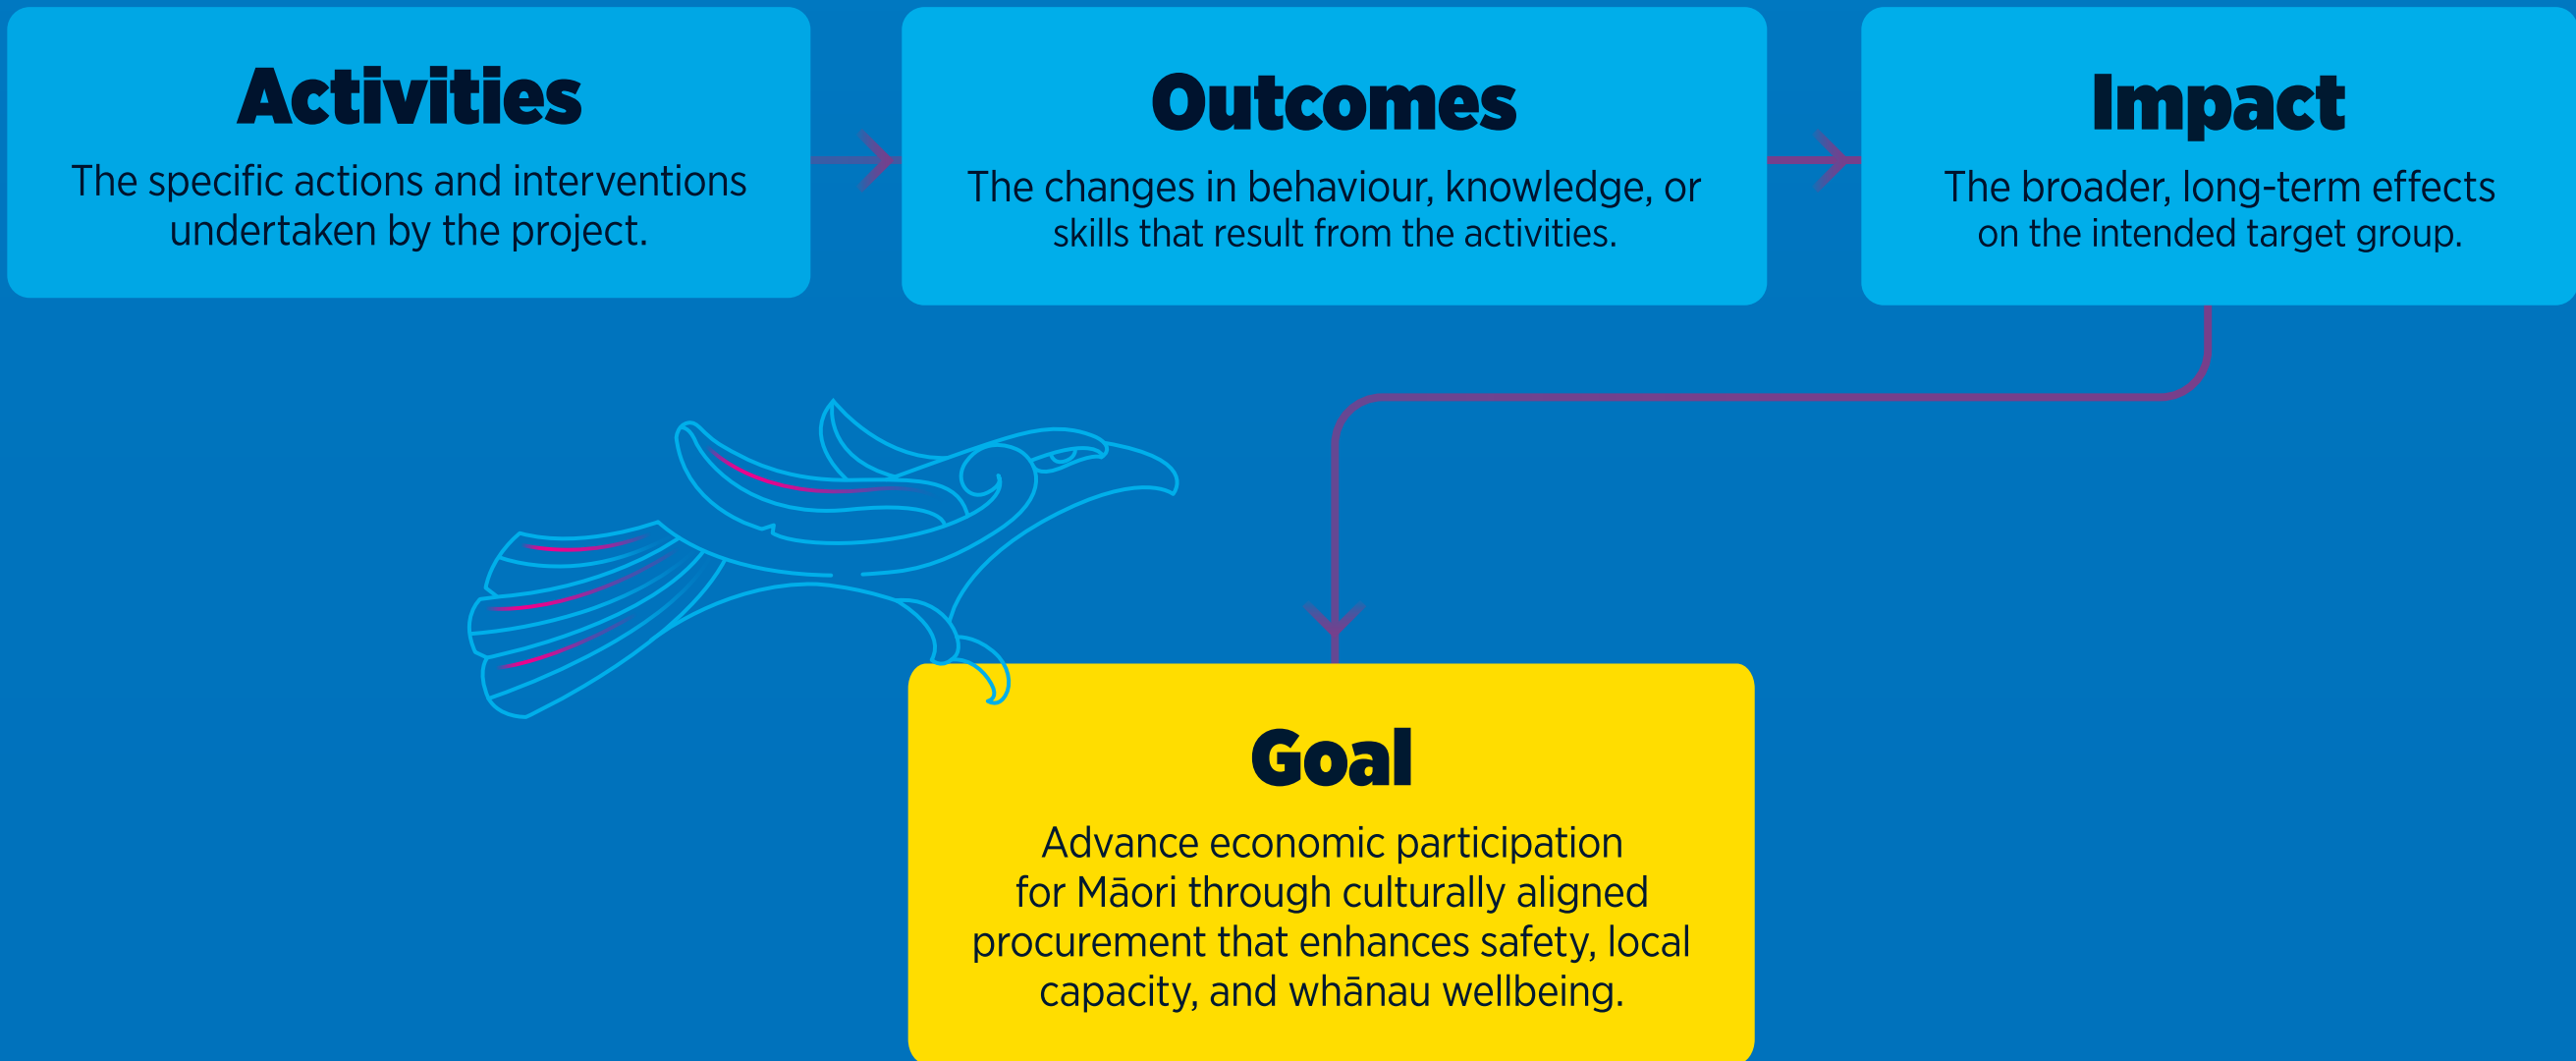 Activities
The specific actions and interventions
undertaken by the project.
Outcomes
The changes in behaviour, knowledge, or
skills that result from the activities.
Impact
The broader, long-term effects
on the intended target group.
Goal
Advance economic participation
for Māori through culturally aligned
procurement that enhances safety, local
capacity, and whānau wellbeing.